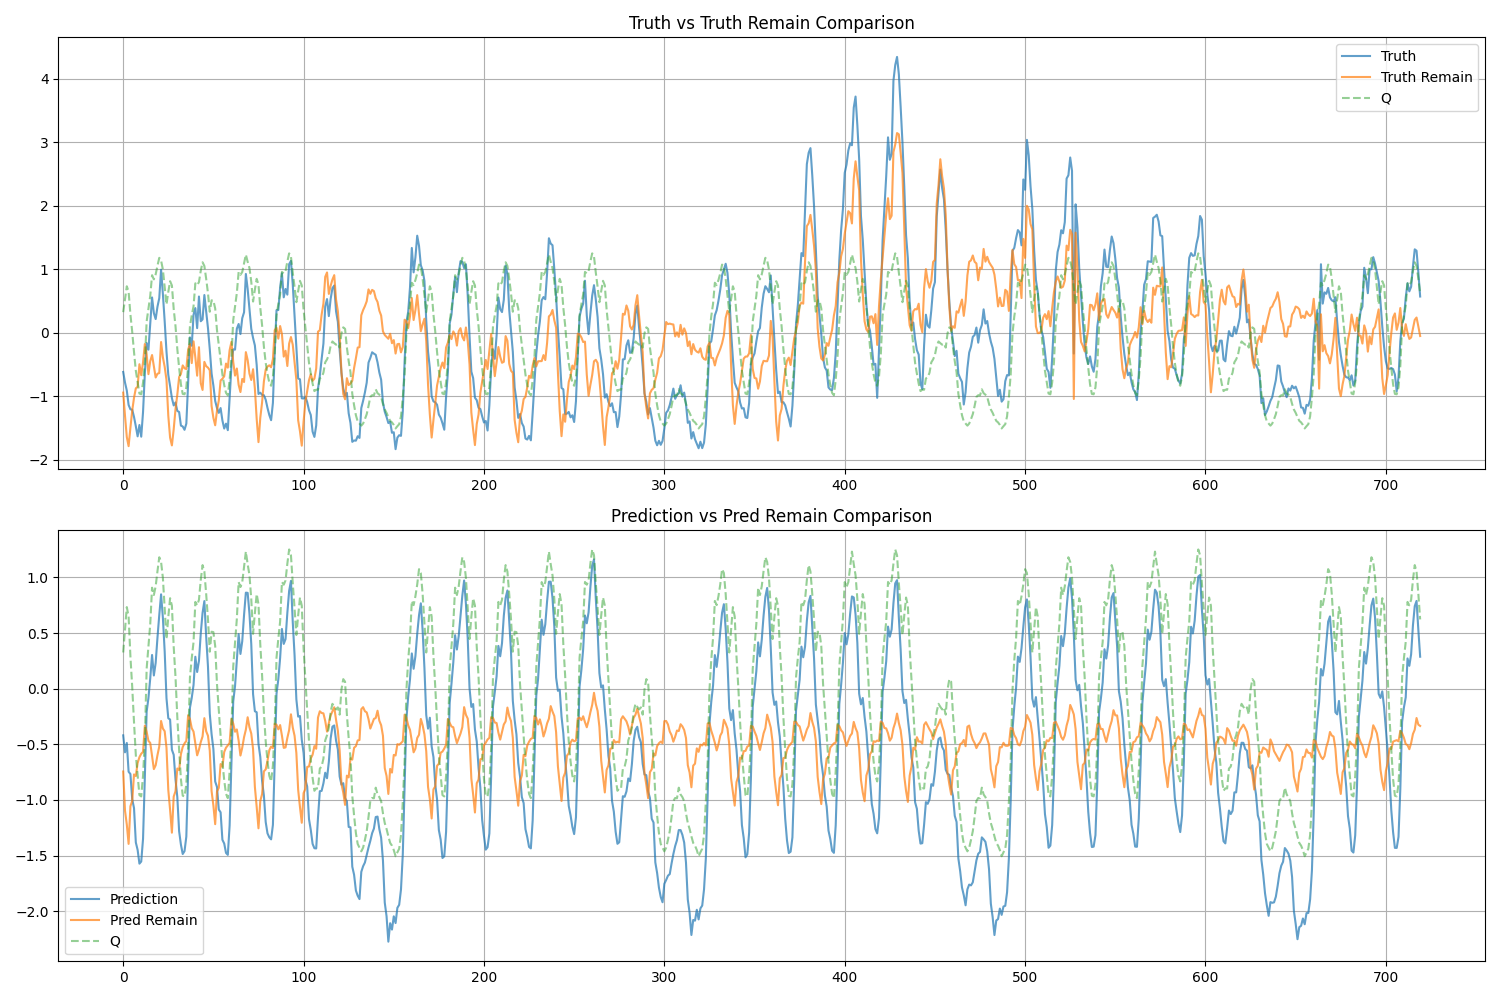 Truth vs Truth Remain Comparison
4
3
2
1
0
−1
−2
Truth
Truth Remain
Q
0 100 200 300 400 500 600 700
Prediction vs Pred Remain Comparison
1.0
0.5
0.0
−0.5
−1.0
−1.5
−2.0
Prediction
Pred Remain
Q
0 100 200 300 400 500 600 700